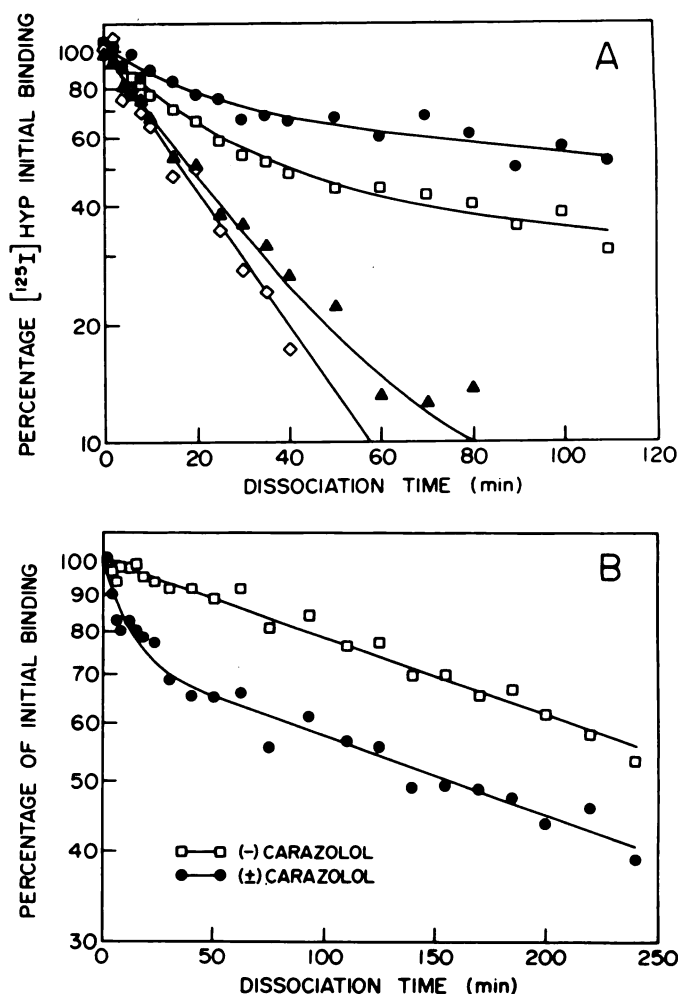 A
PERCENTAGE [125I] HYP INITIAL BINDING
100
80
60
40
20
10
0 20 40 60 80 100 120
DISSOCIATION TIME (min)
B
PERCENTAGE OF INITIAL BINDING
100
90
80
70
60
50
40
30
(-) CARAZOLOL
(±) CARAZOLOL
0 50 100 150 200 250
DISSOCIATION TIME (min)